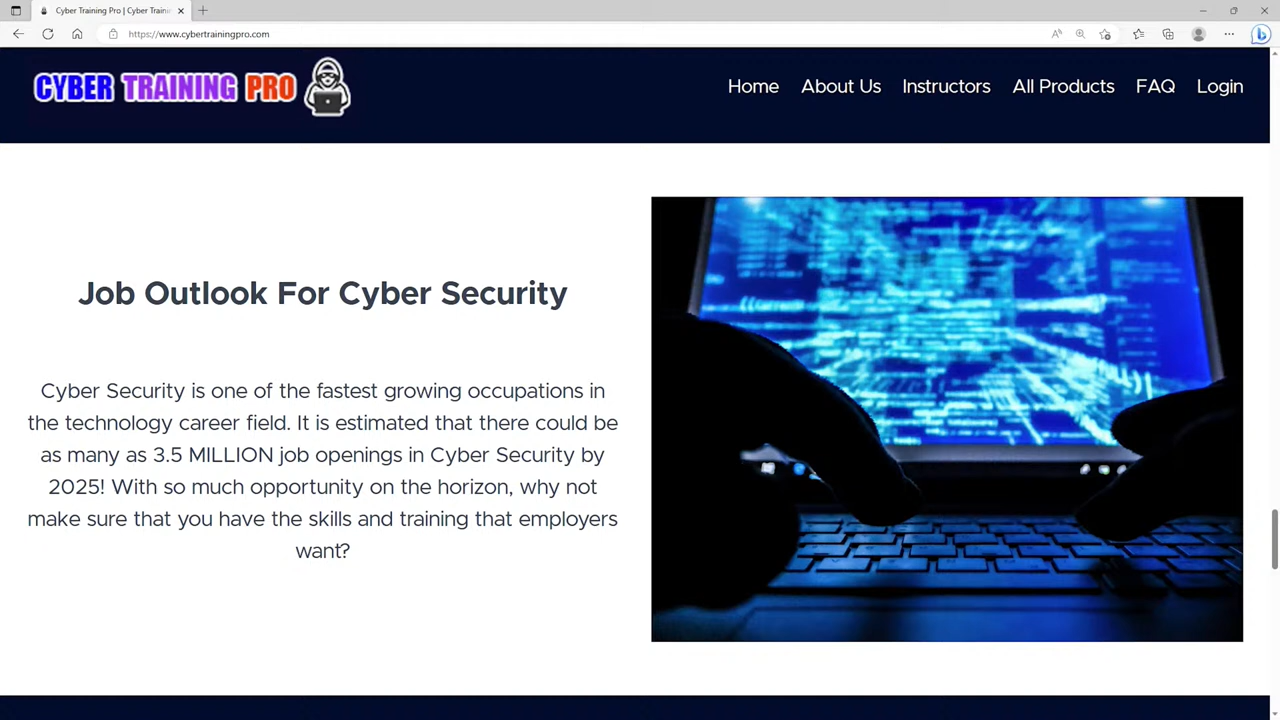 Cyber Training Pro | Cyber Traini
https://www.cybertrainingpro.com
CYBER TRAINING PRO
Home About Us Instructors All Products FAQ Login
Job Outlook For Cyber Security
Cyber Security is one of the fastest growing occupations in
the technology career field. It is estimated that there could be
as many as 3.5 MILLION job openings in Cyber Security by
2025! With so much opportunity on the horizon, why not
make sure that you have the skills and training that employers
want?